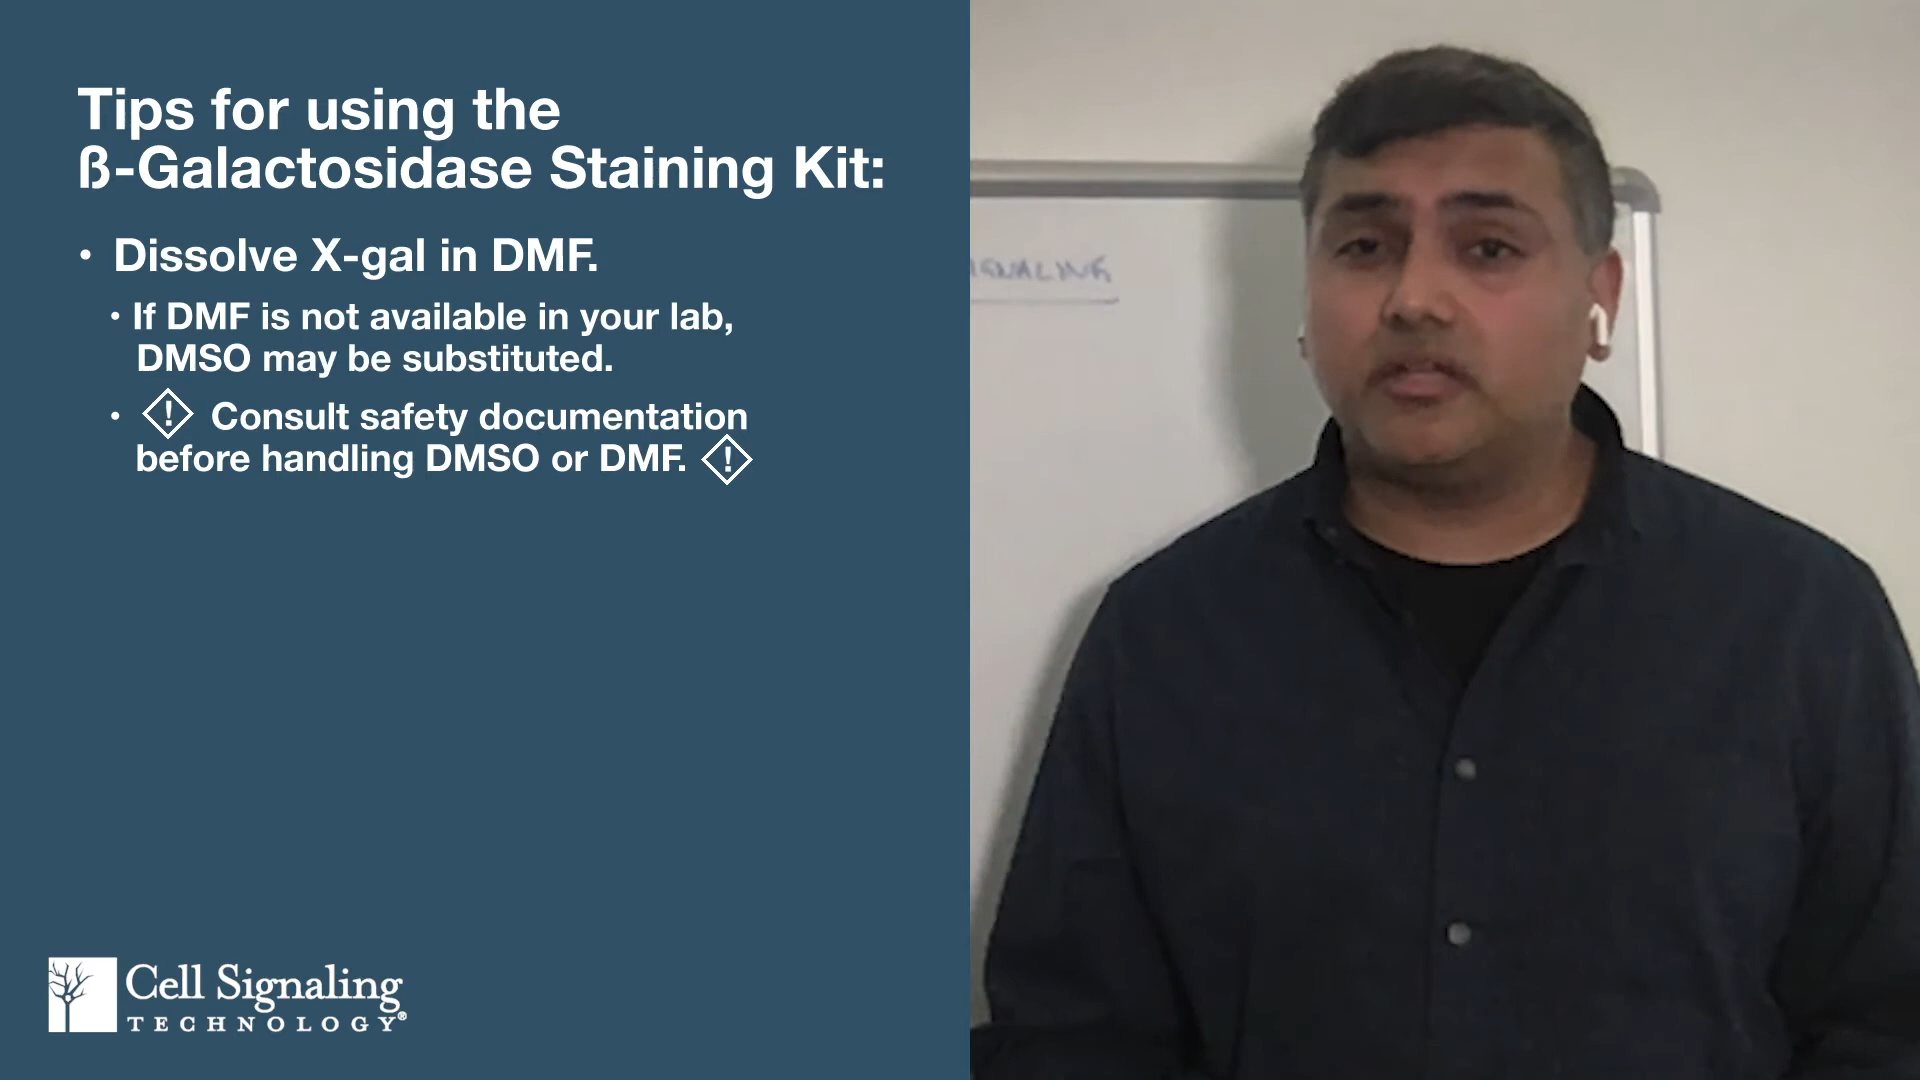 Tips for using the
ß-Galactosidase Staining Kit:
• Dissolve X-gal in DMF.
• If DMF is not available in your lab,
DMSO may be substituted.
• ! Consult safety documentation
before handling DMSO or DMF. !
IGNALING
Cell Signaling
TECHNOLOGY®